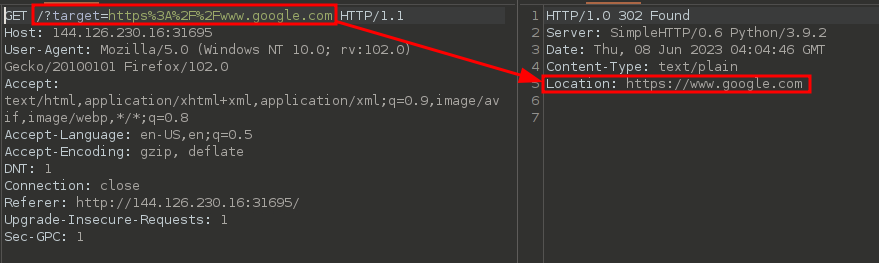 GET /?target=https%3A%2F%2Fwww.google.com HTTP/1.1
Host: 144.126.230.16:31695
User-Agent: Mozilla/5.0 (Windows NT 10.0; rv:102.0)
Gecko/20100101 Firefox/102.0
Accept:
text/html,application/xhtml+xml,application/xml;q=0.9,image/av
if,image/webp,*/*;q=0.8
Accept-Language: en-US,en;q=0.5
Accept-Encoding: gzip, deflate
DNT: 1
Connection: close
Referer: http://144.126.230.16:31695/
Upgrade-Insecure-Requests: 1
Sec-GPC: 1
1 HTTP/1.0 302 Found
2 Server: SimpleHTTP/0.6 Python/3.9.2
3 Date: Thu, 08 Jun 2023 04:04:46 GMT
4 Content-Type: text/plain
5 Location: https://www.google.com
6
7